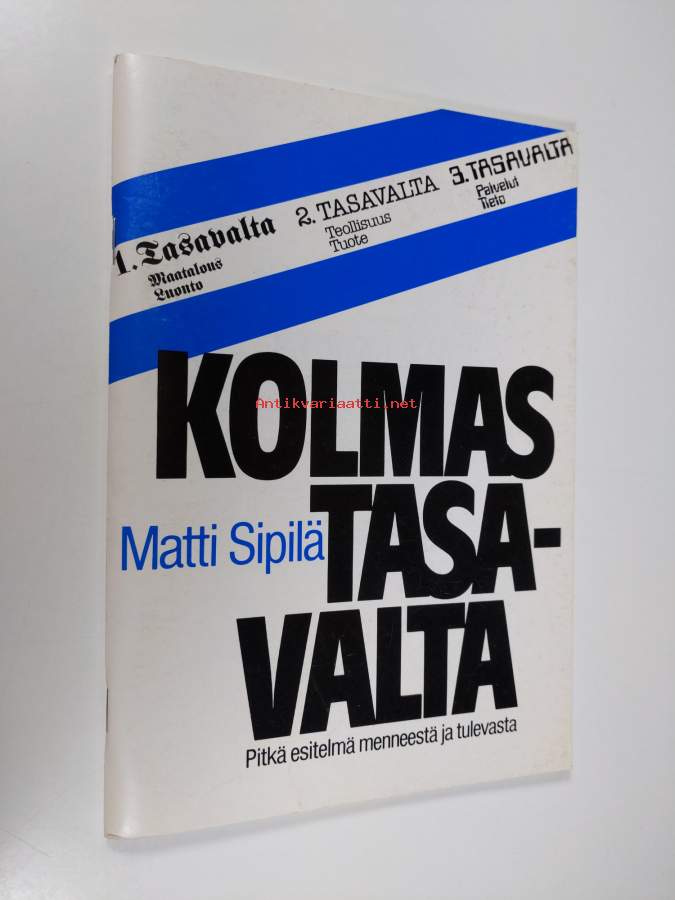 1. Tasavalta
Maatalous
Luonto
2. TASAVALTA
Teollisuus
Tuote
3. TASAVALTA
Palvelut
Tieto
KOLMAS
Antikvariaatti.net
Matti Sipilä
TASA-
VALTA
Pitkä esitelmä menneestä ja tulevasta